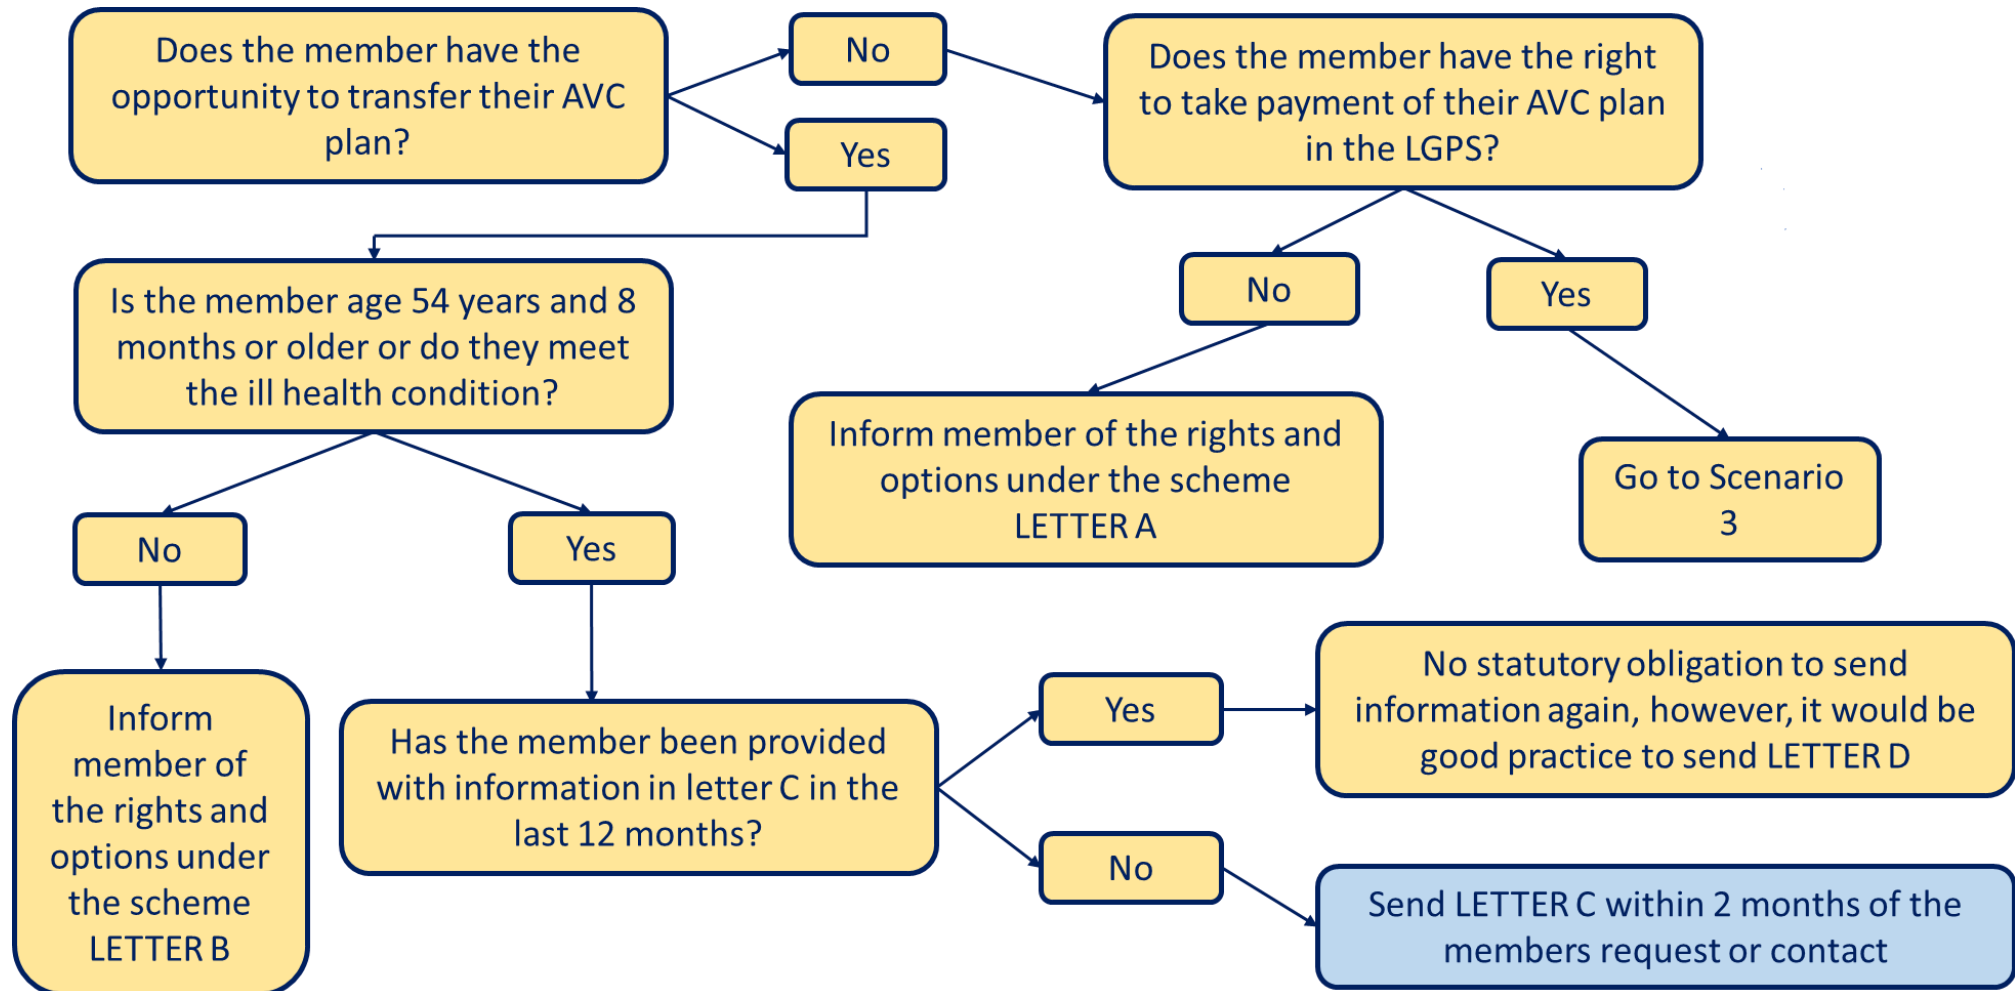 Does the member have the
opportunity to transfer their AVC
plan?
No
Yes
Does the member have the right
to take payment of their AVC plan
in the LGPS?
No
Yes
Inform member of the rights and
options under the scheme
LETTER A
Go to Scenario
3
Is the member age 54 years and 8
months or older or do they meet
the ill health condition?
No
Yes
Inform
member of
the rights and
options under
the scheme
LETTER B
Has the member been provided
with information in letter C in the
last 12 months?
Yes
No statutory obligation to send
information again, however, it would be
good practice to send LETTER D
No
Send LETTER C within 2 months of the
members request or contact